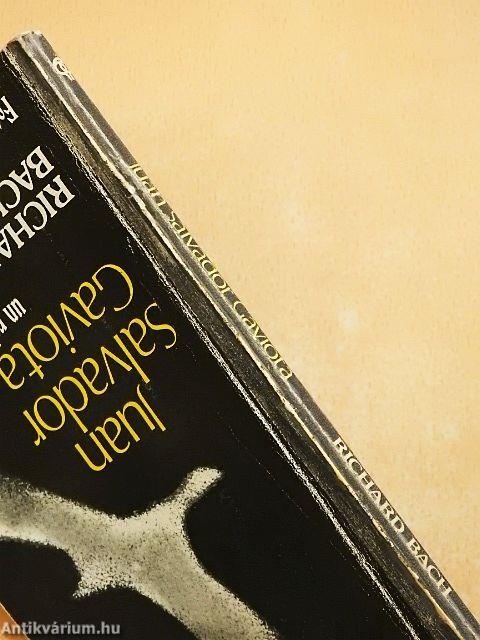 Juan
Salvador
Gaviota
un
RICHA
BACH
Juan Salvador Gaviota
RICHARD BACH
Antikvárium.hu